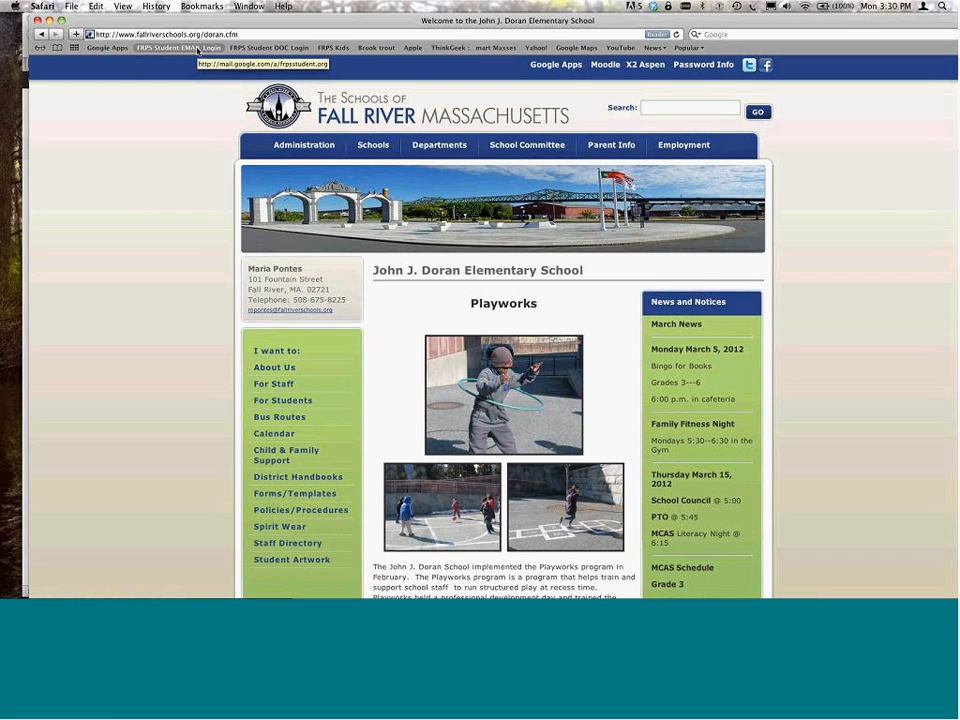 Safari File Edit View History Bookmarks Window Help 5 (100%) Mon 3:30 PM
Welcome to the John J. Doran Elementary School
http://www.fallriverschools.org/doran.cfm Reader Google
Google Apps FRPS Student EMAIL Login FRPS Student DOC Login FRPS Kids Brook trout Apple ThinkGeek :...mart Masses Yahoo! Google Maps YouTube News Popular
http://mail.google.com/a/frpsstudent.org
Google Apps Moodle X2 Aspen Password Info
THE SCHOOLS OF
FALL RIVER MASSACHUSETTS
Search: GO
Administration Schools Departments School Committee Parent Info Employment
Maria Pontes
101 Fountain Street
Fall River, MA. 02721
Telephone: 508-675-8225
mpontes@fallriverschools.org
I want to:
About Us
For Staff
For Students
Bus Routes
Calendar
Child & Family
Support
District Handbooks
Forms/Templates
Policies/Procedures
Spirit Wear
Staff Directory
Student Artwork
John J. Doran Elementary School
Playworks
The John J. Doran School implemented the Playworks program in
February. The Playworks program is a program that helps train and
support school staff to run structured play at recess time.
Playworks held a professional development day and trained the
News and Notices
March News
Monday March 5, 2012
Bingo for Books
Grades 3---6
6:00 p.m. in cafeteria
Family Fitness Night
Mondays 5:30--6:30 in the
Gym
Thursday March 15,
2012
School Council @ 5:00
PTO @ 5:45
MCAS Literacy Night @
6:15
MCAS Schedule
Grade 3